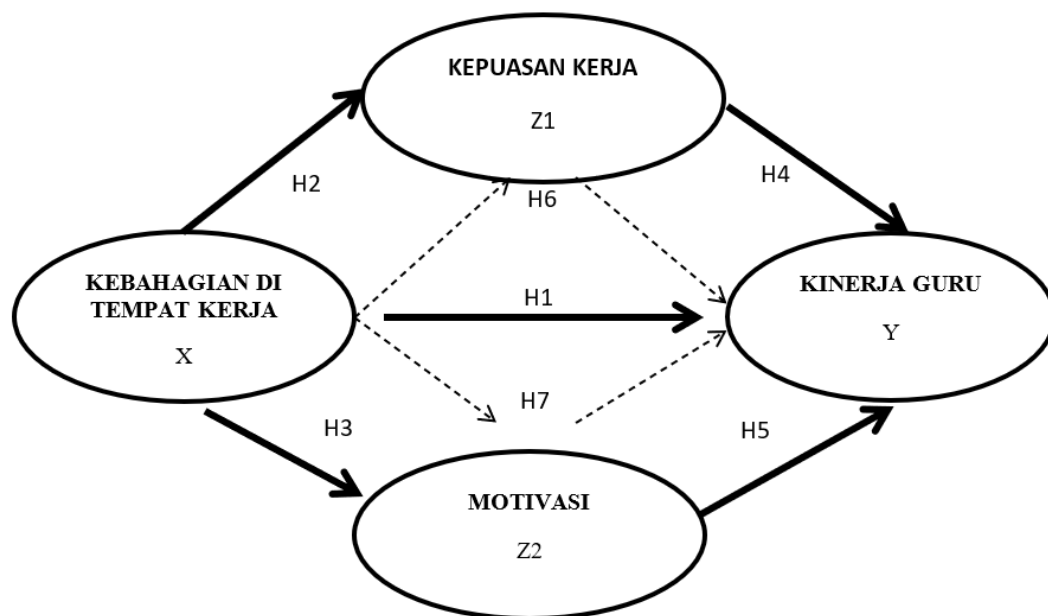 KEPUASAN KERJA
Z1
H2
H4
H6
KEBAHAGIAN DI
TEMPAT KERJA
X
H1
KINERJA GURU
Y
H7
H3
H5
MOTIVASI
Z2